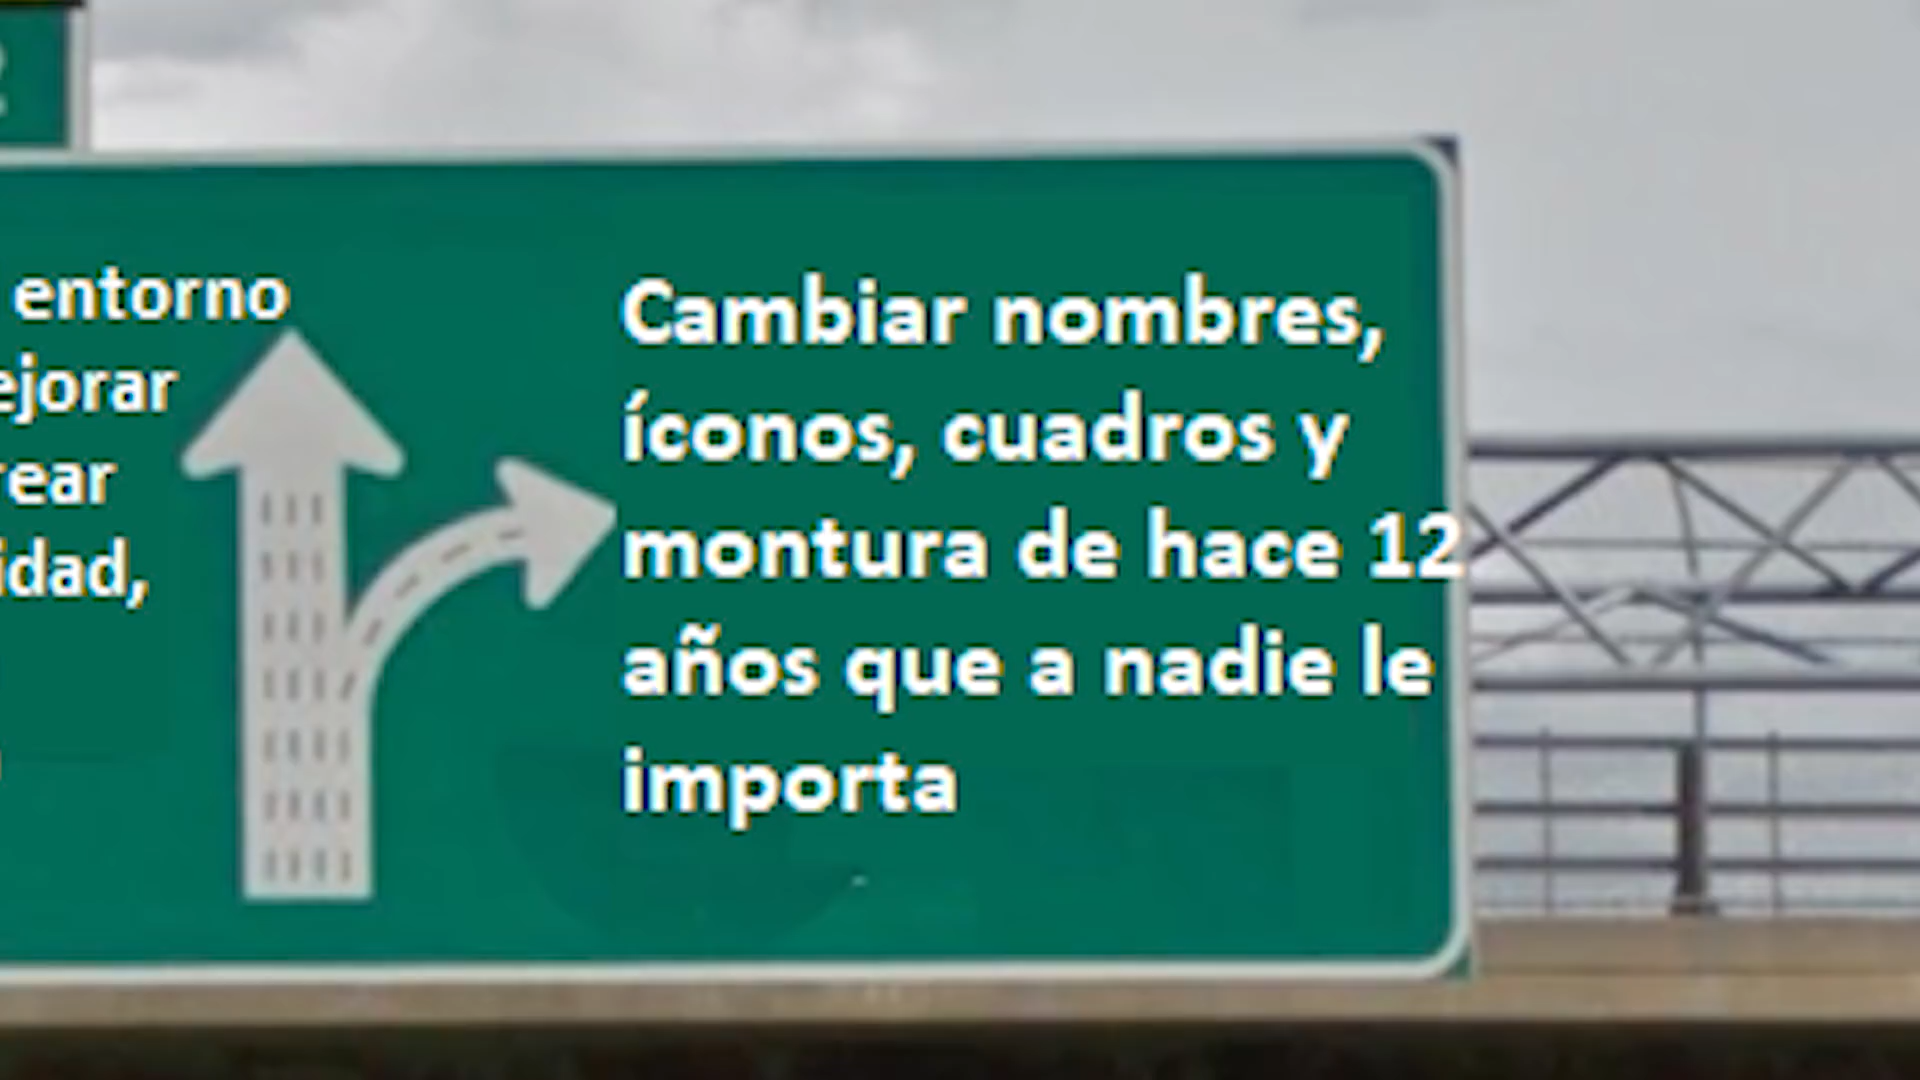 entorno
ejorar
rear
idad,
Cambiar nombres,
íconos, cuadros y
montura de hace 12
años que a nadie le
importa